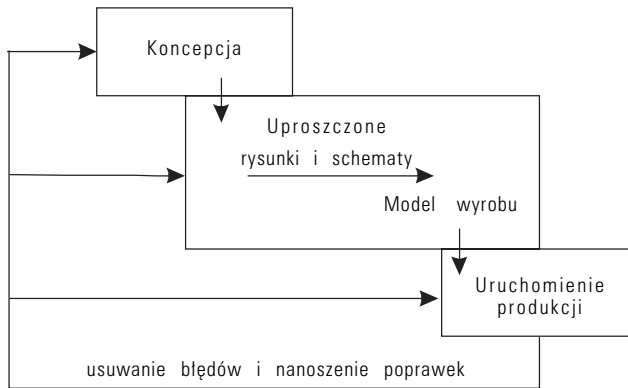 Koncepcja
Uproszczone
rysunki i schematy
Model wyrobu
Uruchomienie
produkcji
usuwanie błędów i nanoszenie poprawek